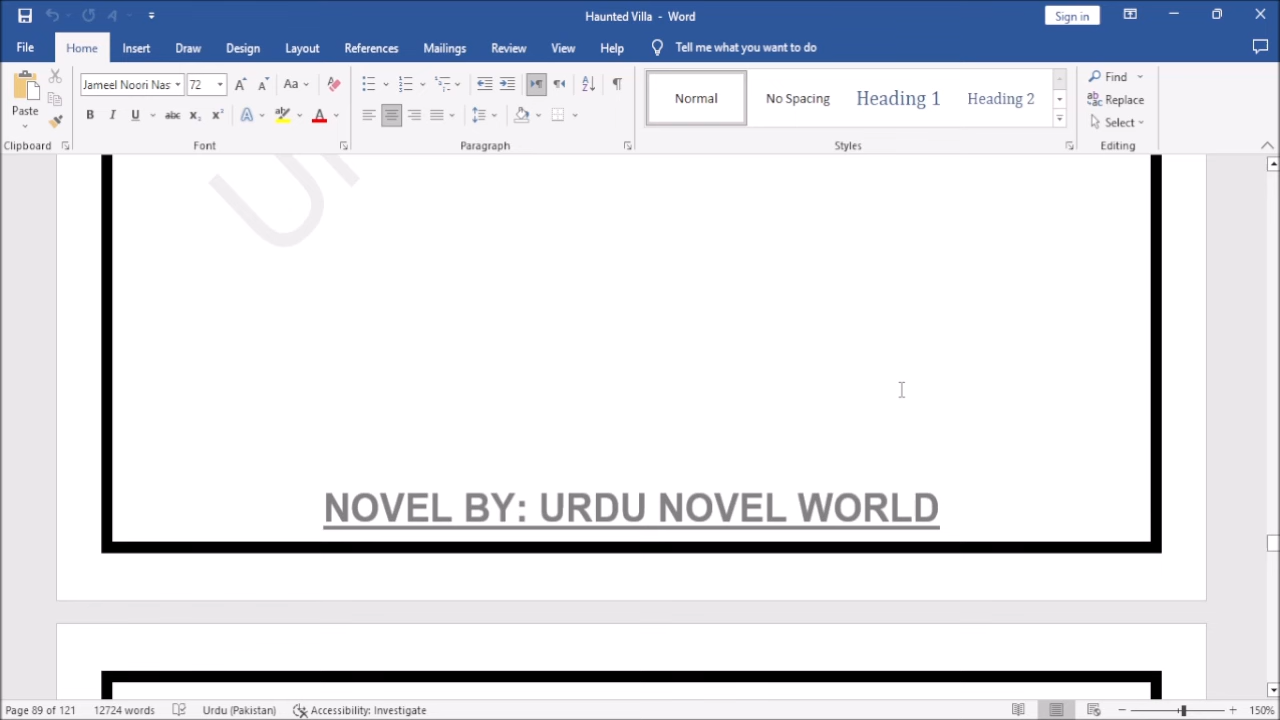 Haunted Villa - Word
Sign in
File Home Insert Draw Design Layout References Mailings Review View Help Tell me what you want to do
Paste
Jameel Noori Nas 72 Aa
Normal No Spacing Heading 1 Heading 2
Find
Replace
Select
Clipboard Font Paragraph Styles Editing
NOVEL BY: URDU NOVEL WORLD
Page 89 of 121 12724 words Urdu (Pakistan) Accessibility: Investigate 150%